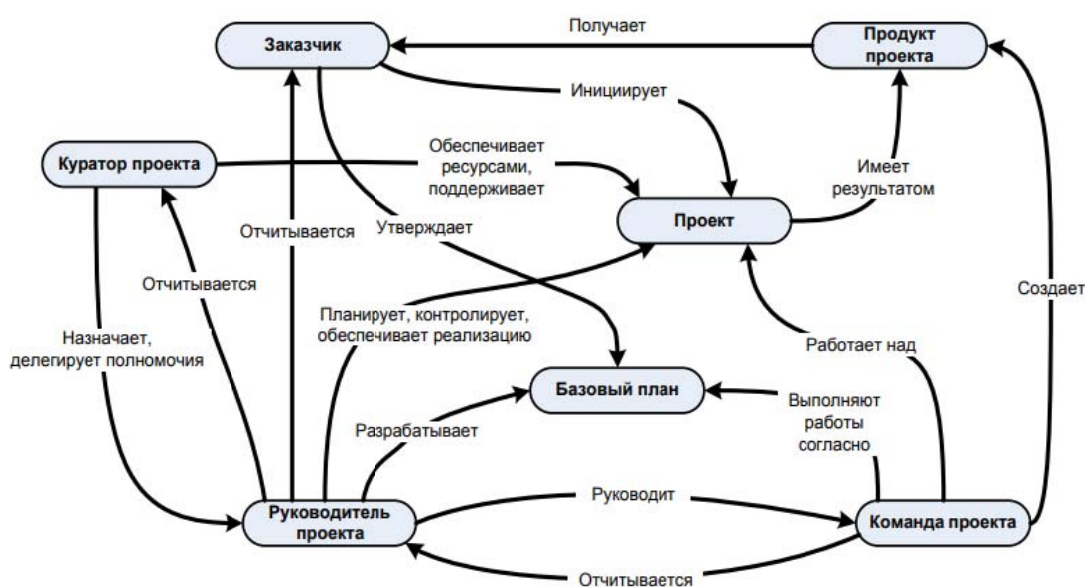 Получает
Заказчик
Продукт
проекта
Инициирует
Куратор проекта
Обеспечивает
ресурсами,
поддерживает
Имеет
результатом
Проект
Отчитывается
Утверждает
Отчитывается
Создает
Назначает,
делегирует полномочия
Планирует, контролирует,
обеспечивает реализацию
Работает над
Базовый план
Выполняют
работы
согласно
Разрабатывает
Руководитель
проекта
Руководит
Команда проекта
Отчитывается